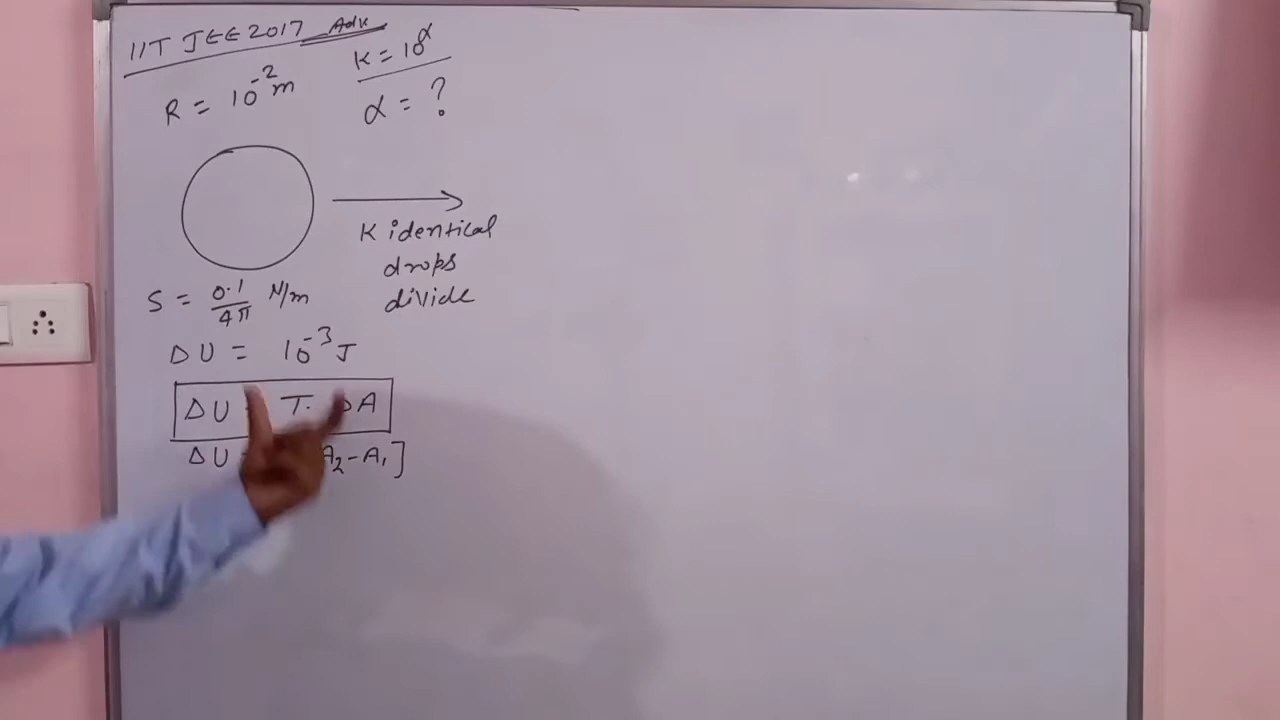 IIT JEE 2017 Adv
R = 10⁻² m
K = 10^α
α = ?
K identical
drops
divide
S = 0.1/4π N/m
ΔU = 10⁻³ J
ΔU T. ΔA
ΔU = A₂-A₁]